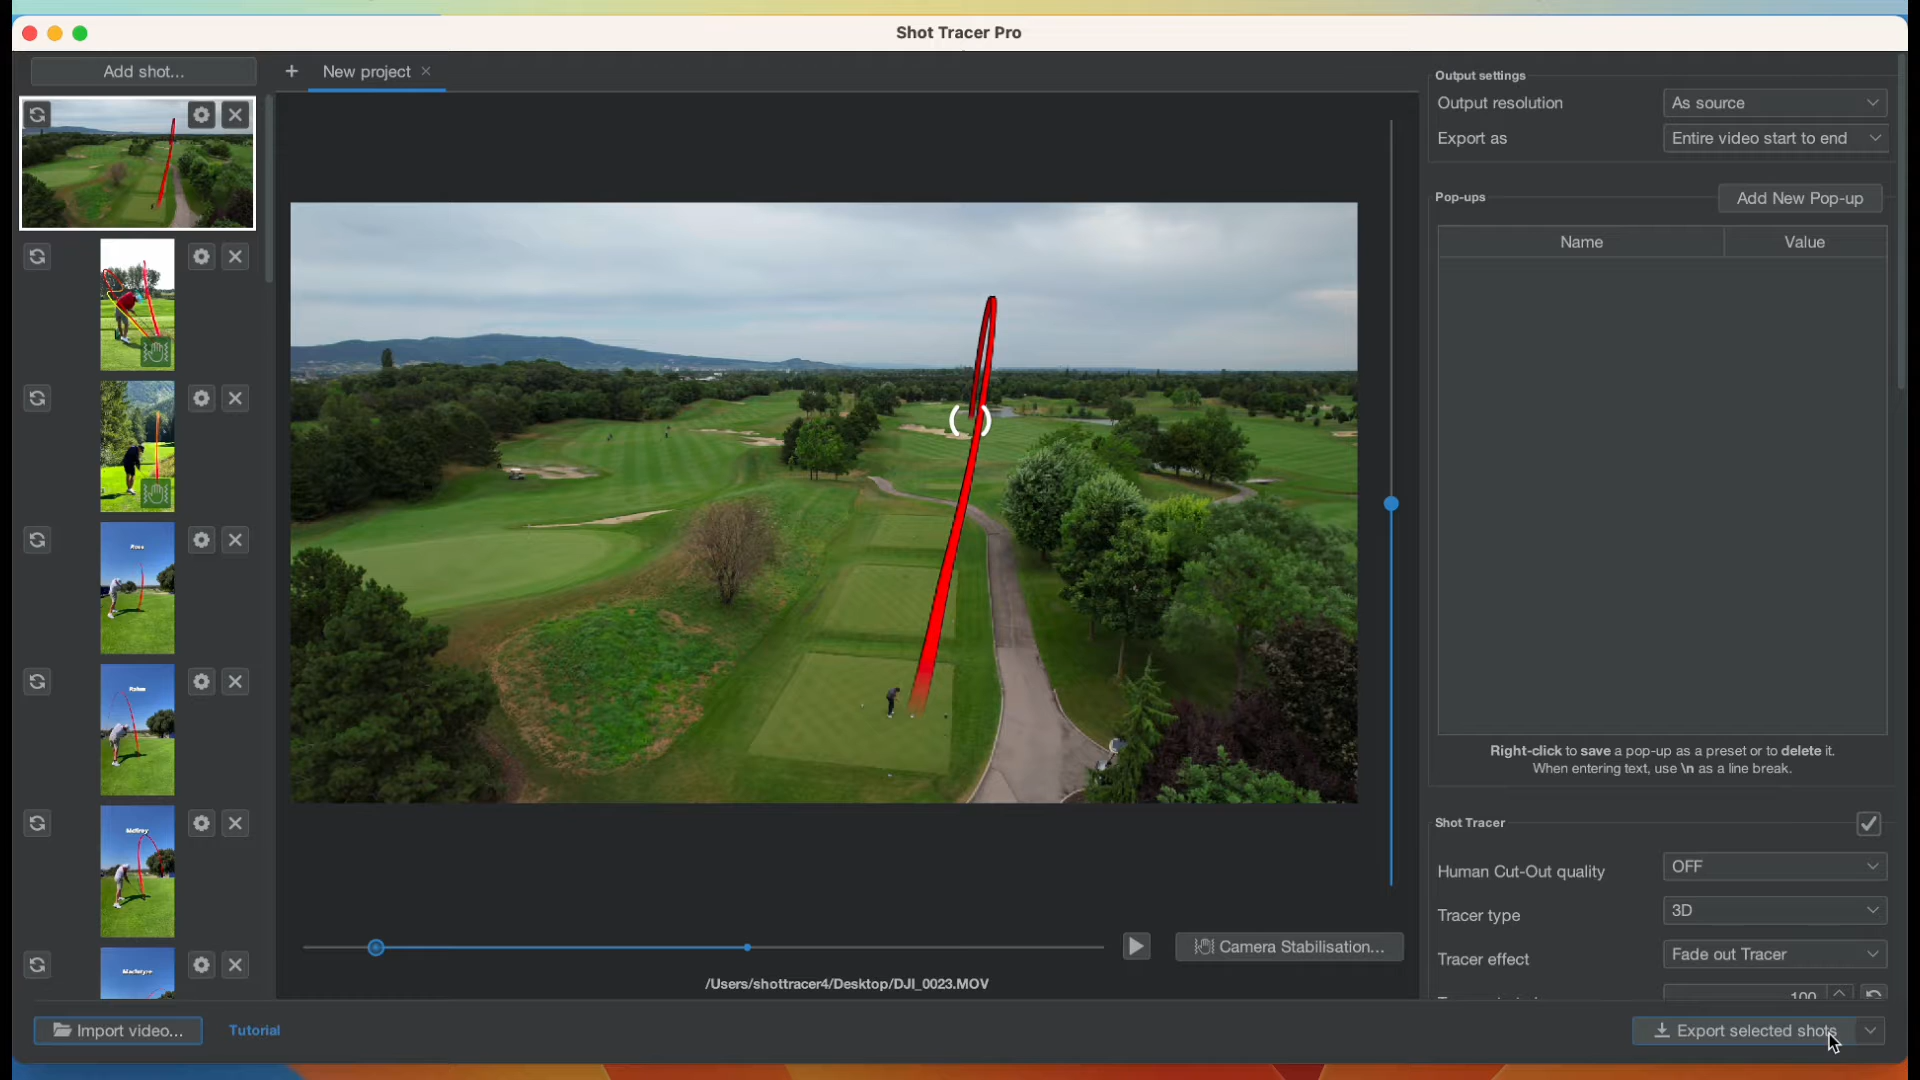 Shot Tracer Pro
Add shot...
New project
Output settings
Output resolution
As source
Export as
Entire video start to end
Pop-ups
Add New Pop-up
Name
Value
Right-click to save a pop-up as a preset or to delete it.
When entering text, use \n as a line break.
Shot Tracer
Human Cut-Out quality
OFF
Tracer type
3D
Tracer effect
Fade out Tracer
100
Camera Stabilisation...
/Users/shottracer4/Desktop/DJI_0023.MOV
Import video...
Tutorial
Export selected shots